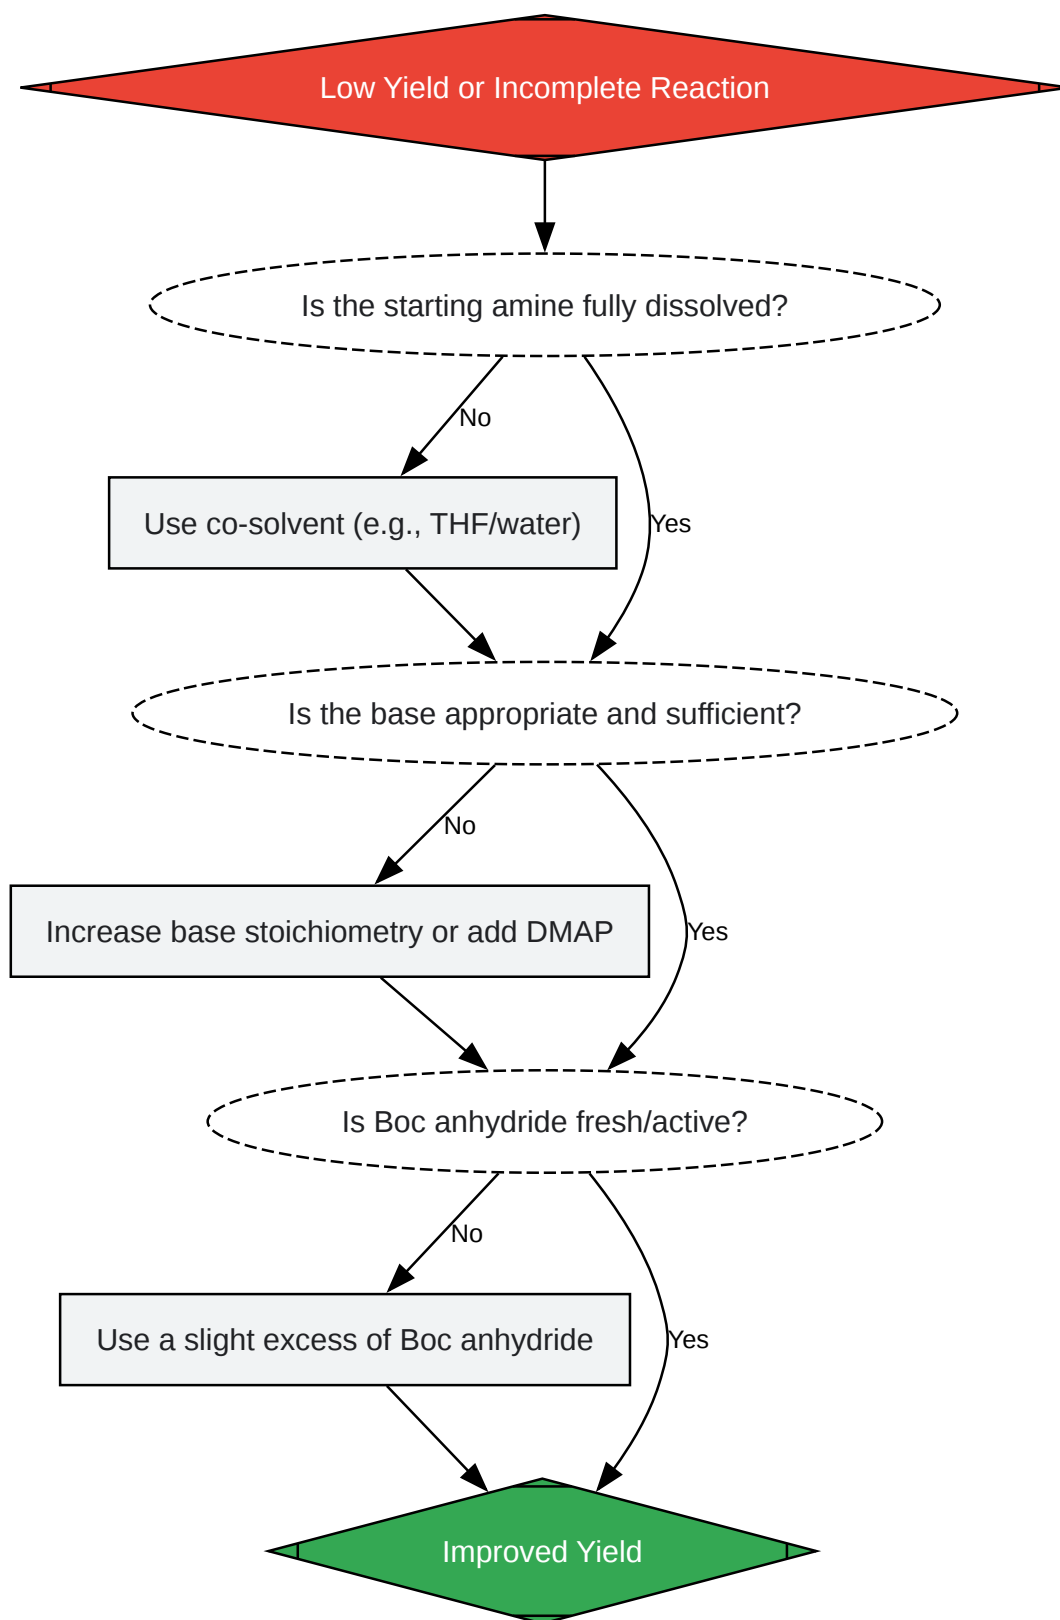 Low Yield or Incomplete Reaction
Is the starting amine fully dissolved?
No
Use co-solvent (e.g., THF/water)
Yes
Is the base appropriate and sufficient?
No
Increase base stoichiometry or add DMAP
Yes
Is Boc anhydride fresh/active?
No
Use a slight excess of Boc anhydride
Yes
Improved Yield